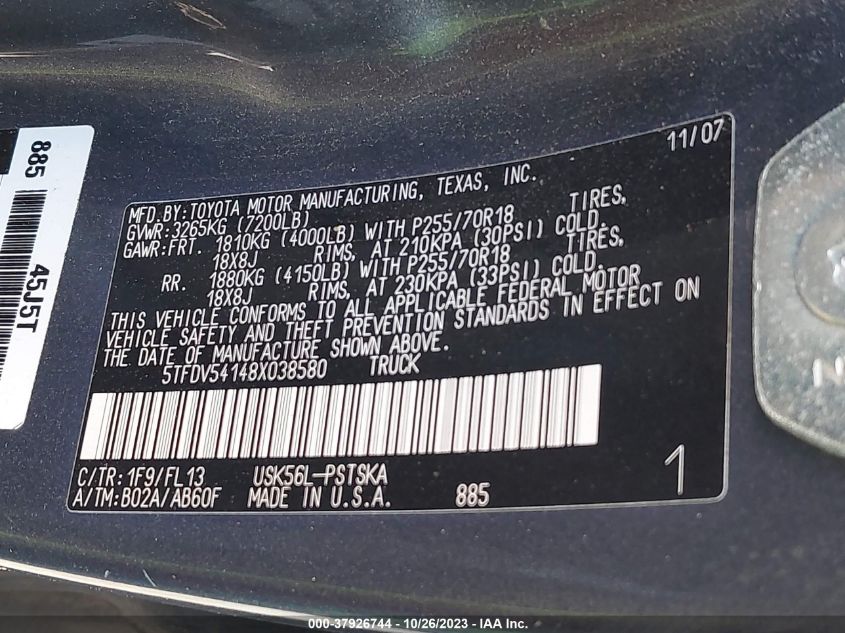 885
45J5T
11/07
MFD.BY:TOYOTA MOTOR MANUFACTURING, TEXAS, INC.
GVWR:3265KG (7200LB)
GAWR:FRT. 1810KG (4000LB) WITH P255/70R18 TIRES,
18X8J RIMS, AT 210KPA (30PSI) COLD.
RR. 1880KG (4150LB) WITH P255/70R18 TIRES,
18X8J RIMS, AT 230KPA (33PSI) COLD.
THIS VEHICLE CONFORMS TO ALL APPLICABLE FEDERAL MOTOR
VEHICLE SAFETY AND THEFT PREVENTION STANDARDS IN EFFECT ON
THE DATE OF MANUFACTURE SHOWN ABOVE.
5TFDV54148X038580 TRUCK
C/TR:1F9/FL13 USK56L-PSTSKA
A/TM:B02A/AB60F MADE IN U.S.A. 885
1
000-37926744 - 10/26/2023 - IAA Inc.